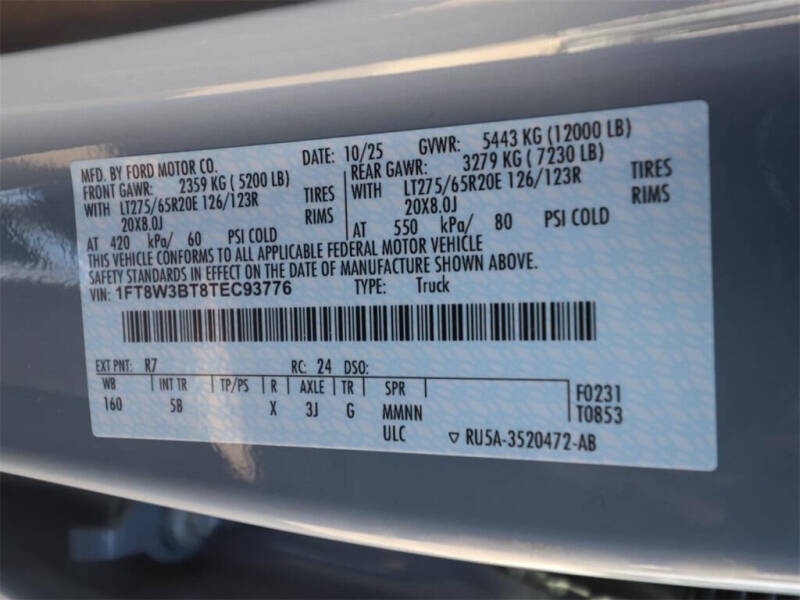 MFD. BY FORD MOTOR CO. DATE: 10/25 GVWR: 5443 KG (12000 LB)
FRONT GAWR: 2359 KG ( 5200 LB) REAR GAWR: 3279 KG ( 7230 LB)
WITH LT275/65R20E 126/123R TIRES WITH LT275/65R20E 126/123R TIRES
20X8.0J RIMS 20X8.0J RIMS
AT 420 kPa/ 60 PSI COLD AT 550 kPa/ 80 PSI COLD
THIS VEHICLE CONFORMS TO ALL APPLICABLE FEDERAL MOTOR VEHICLE
SAFETY STANDARDS IN EFFECT ON THE DATE OF MANUFACTURE SHOWN ABOVE.
VIN: 1FT8W3BT8TEC93776 TYPE: Truck
EXT PNT: R7 RC: 24 DSO:
WB INT TR TP/PS R AXLE TR SPR F0231
160 5B X 3J G MMNN T0853
ULC ▽ RU5A-3520472-AB